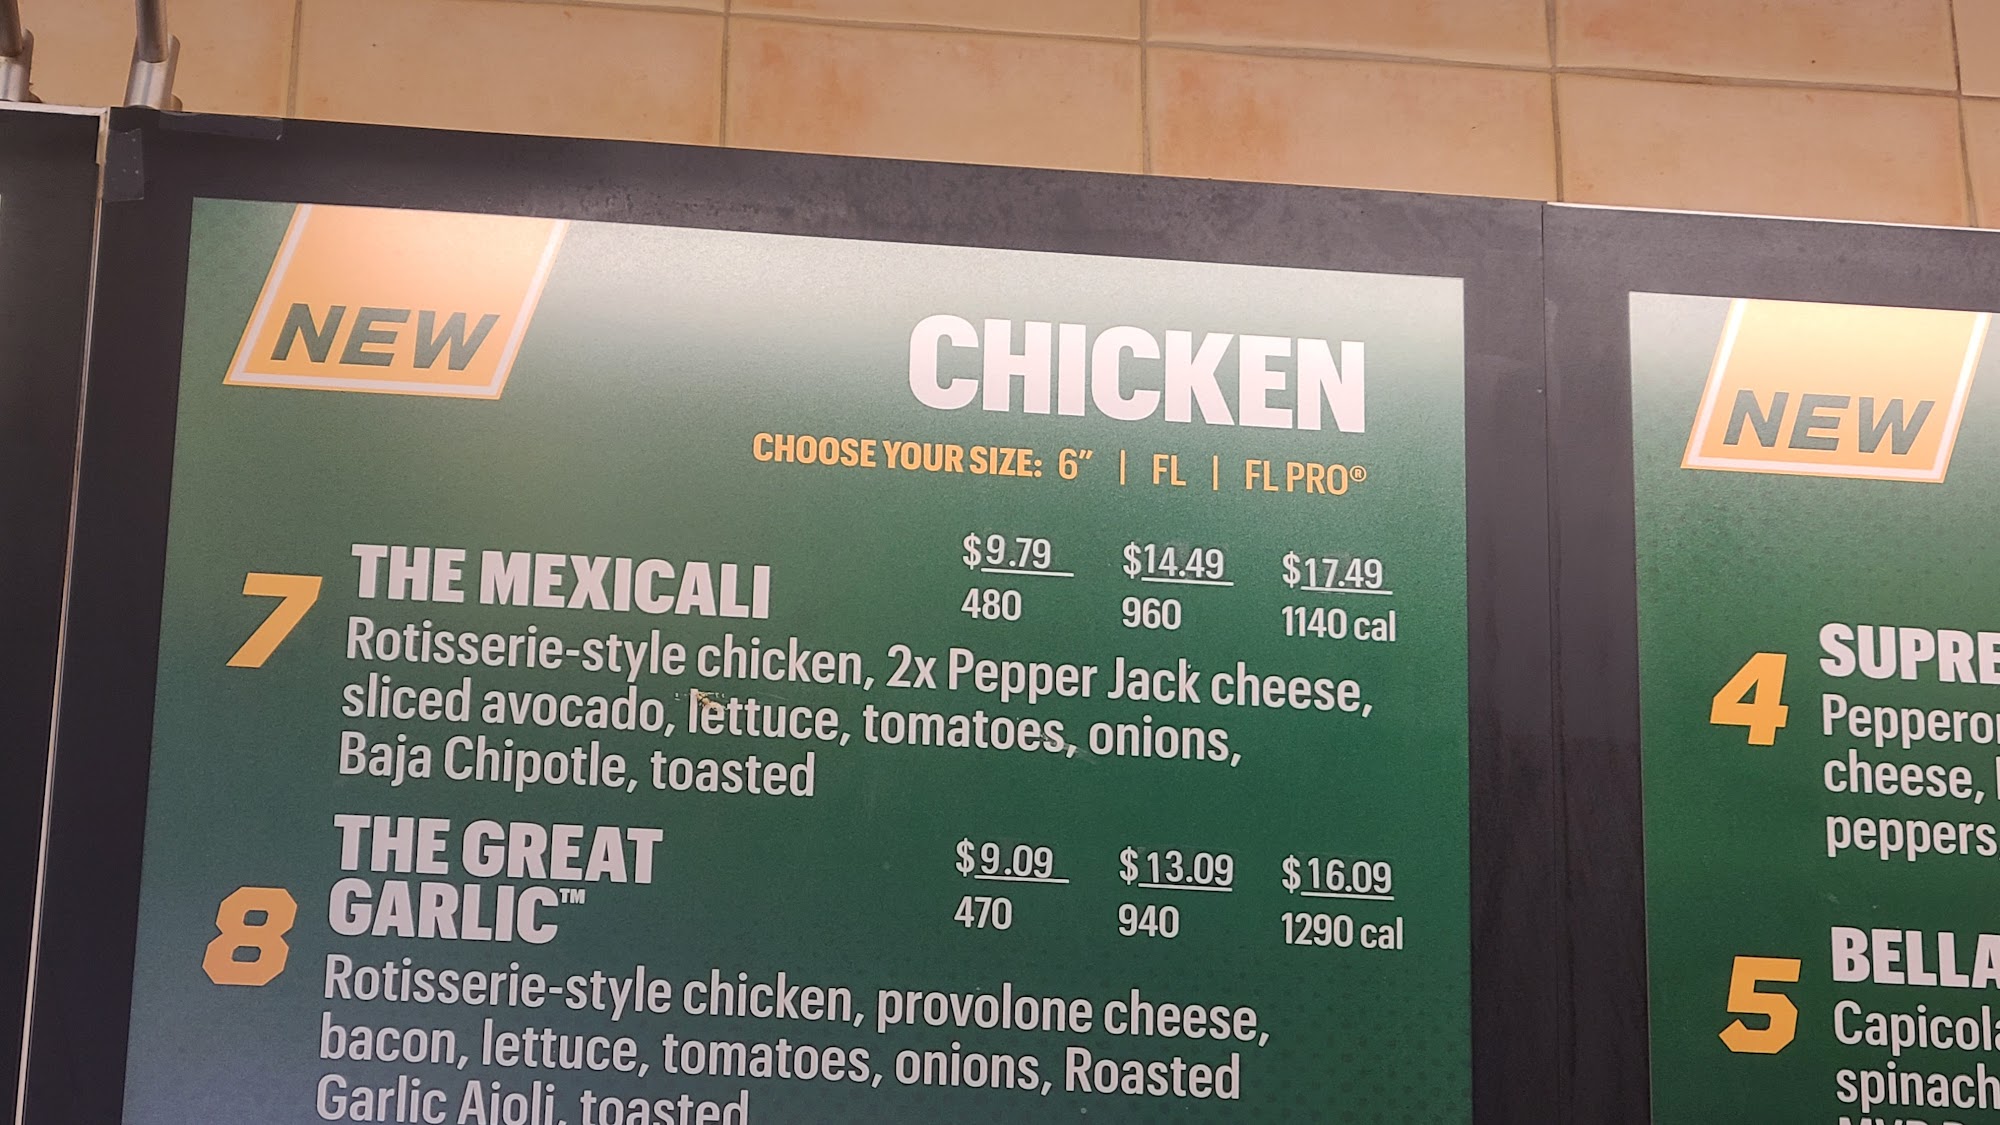 NEW
CHICKEN
CHOOSE YOUR SIZE: 6” | FL | FL PRO®
7 THE MEXICALI $9.79 $14.49 $17.49
480 960 1140 cal
Rotisserie-style chicken, 2x Pepper Jack cheese,
sliced avocado, lettuce, tomatoes, onions,
Baja Chipotle, toasted
8 THE GREAT
GARLIC™ $9.09 $13.09 $16.09
470 940 1290 cal
Rotisserie-style chicken, provolone cheese,
bacon, lettuce, tomatoes, onions, Roasted
Garlic Aioli, toasted
NEW
4 SUPRE
Pepperon
cheese,
peppers,
5 BELLA
Capicola
spinach